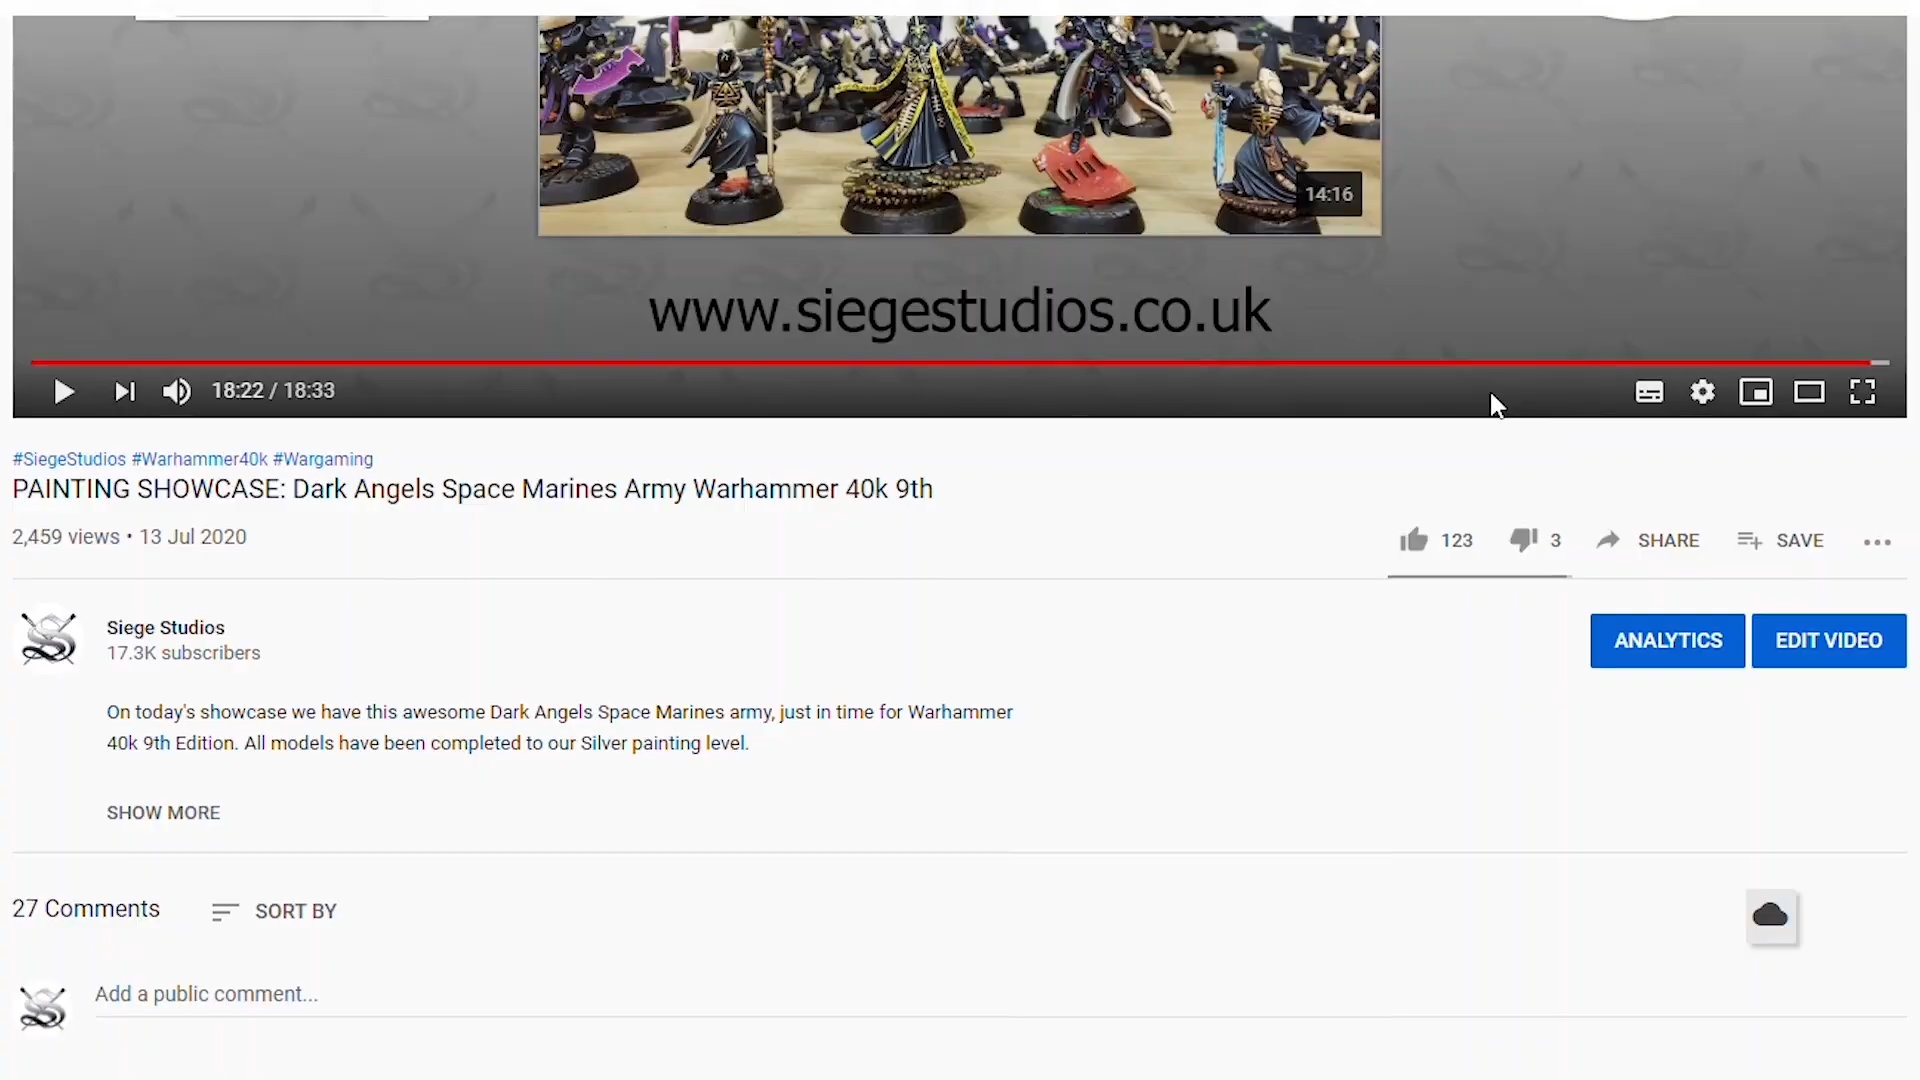 14:16
www.siegestudios.co.uk
18:22 / 18:33
#SiegeStudios #Warhammer40k #Wargaming
PAINTING SHOWCASE: Dark Angels Space Marines Army Warhammer 40k 9th
2,459 views • 13 Jul 2020
123 3 SHARE SAVE
Siege Studios
17.3K subscribers
ANALYTICS EDIT VIDEO
On today's showcase we have this awesome Dark Angels Space Marines army, just in time for Warhammer
40k 9th Edition. All models have been completed to our Silver painting level.
SHOW MORE
27 Comments SORT BY
Add a public comment...